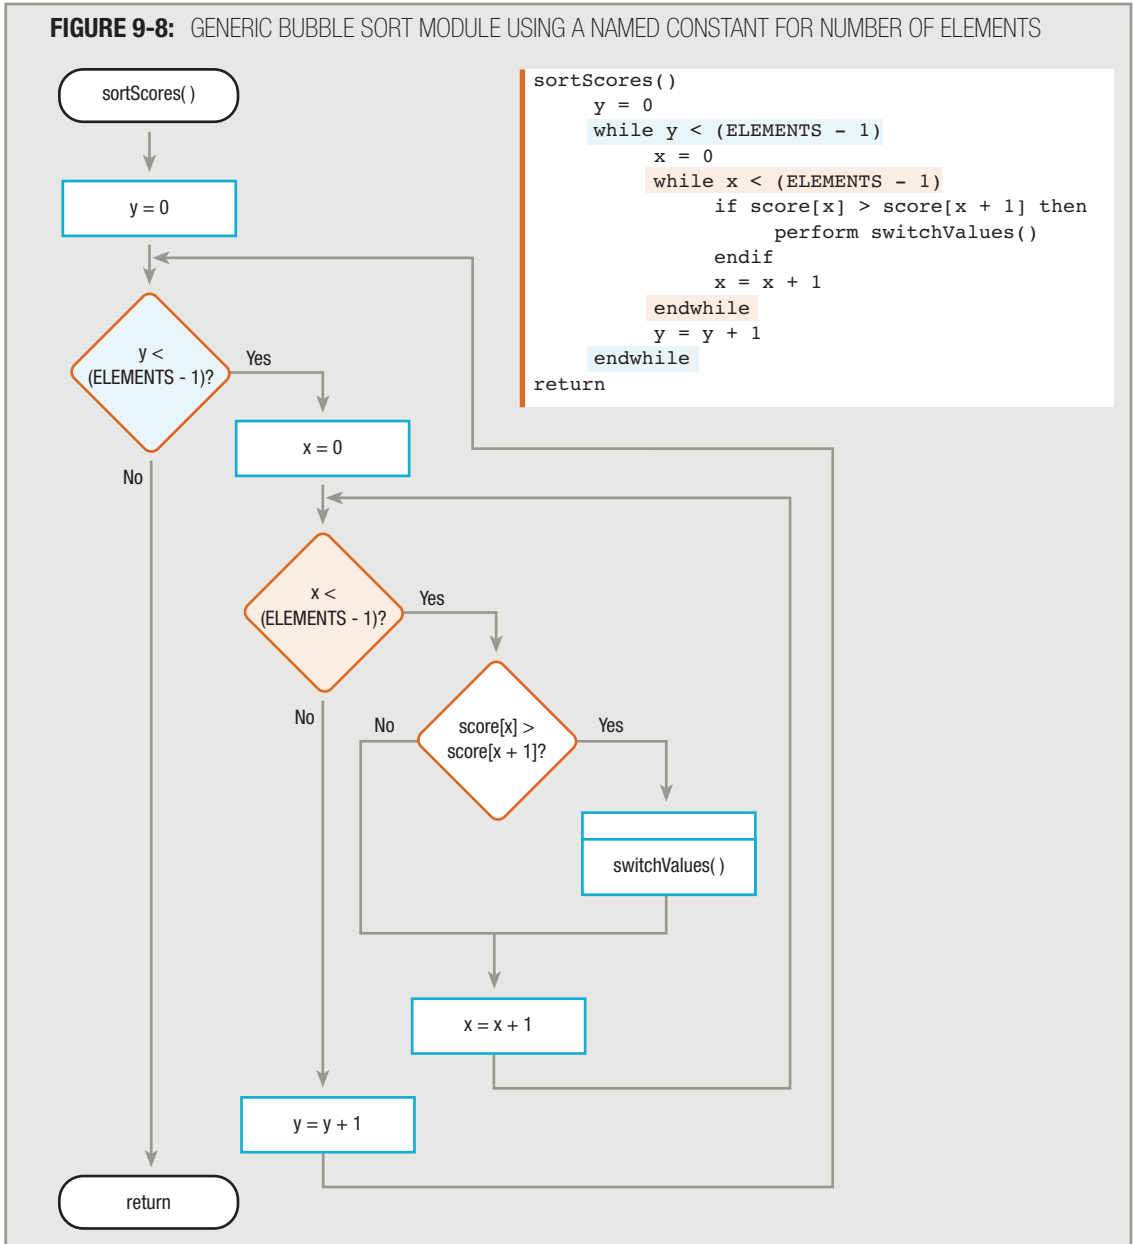 FIGURE 9-8: GENERIC BUBBLE SORT MODULE USING A NAMED CONSTANT FOR NUMBER OF ELEMENTS
sortScores( )
y = 0
y <
(ELEMENTS - 1)?
Yes
No
x = 0
x <
(ELEMENTS - 1)?
Yes
No
score[x] >
score[x + 1]?
No
Yes
switchValues( )
x = x + 1
y = y + 1
return
sortScores()
y = 0
while y < (ELEMENTS - 1)
x = 0
while x < (ELEMENTS - 1)
if score[x] > score[x + 1] then
perform switchValues()
endif
x = x + 1
endwhile
y = y + 1
endwhile
return